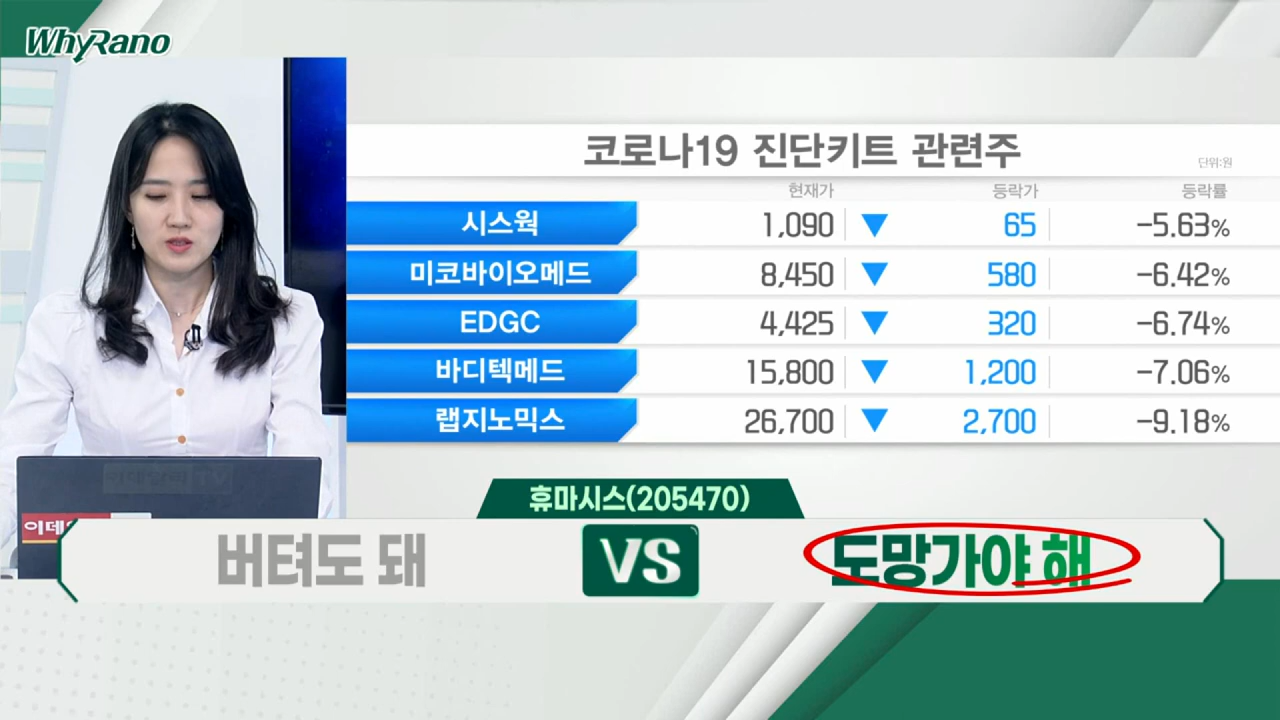 WhyRano
코로나19 진단키트 관련주
단위:원
현재가 등락가 등락률
시스웍 1,090 ▼ 65 -5.63%
미코바이오메드 8,450 ▼ 580 -6.42%
EDGC 4,425 ▼ 320 -6.74%
바디텍메드 15,800 ▼ 1,200 -7.06%
랩지노믹스 26,700 ▼ 2,700 -9.18%
휴마시스(205470)
이데
버텨도 돼 VS 도망가야 해